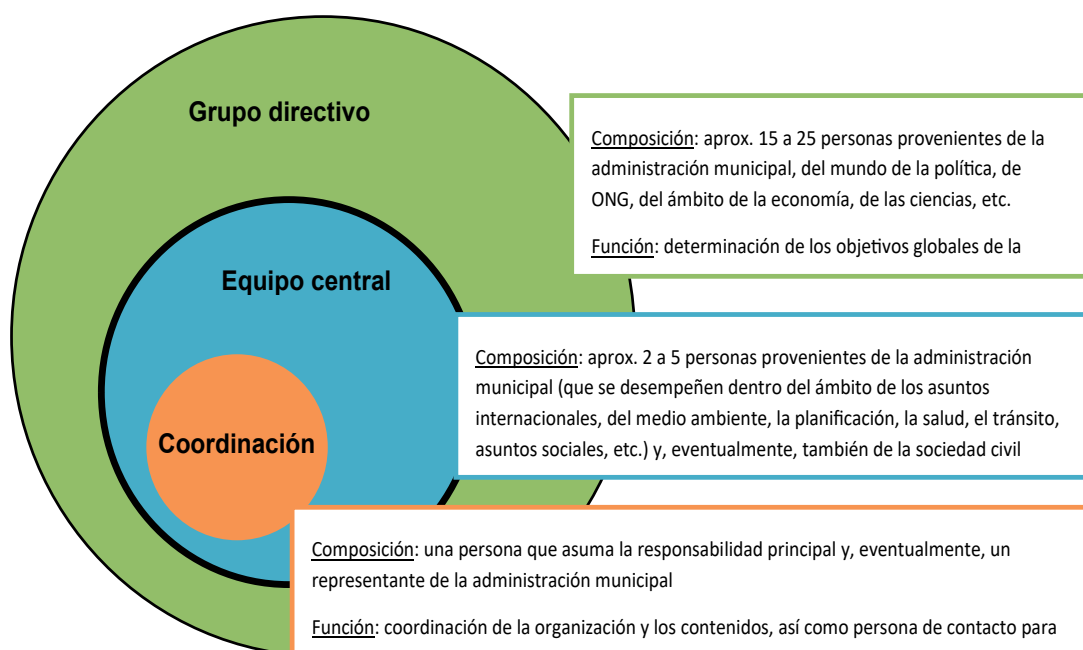 Grupo directivo
Composición: aprox. 15 a 25 personas provenientes de la
administración municipal, del mundo de la política, de
ONG, del ámbito de la economía, de las ciencias, etc.
Función: determinación de los objetivos globales de la
Equipo central
Composición: aprox. 2 a 5 personas provenientes de la administración
municipal (que se desempeñen dentro del ámbito de los asuntos
internacionales, del medio ambiente, la planificación, la salud, el tránsito,
asuntos sociales, etc.) y, eventualmente, también de la sociedad civil
Coordinación
Composición: una persona que asuma la responsabilidad principal y, eventualmente, un
representante de la administración municipal
Función: coordinación de la organización y los contenidos, así como persona de contacto para